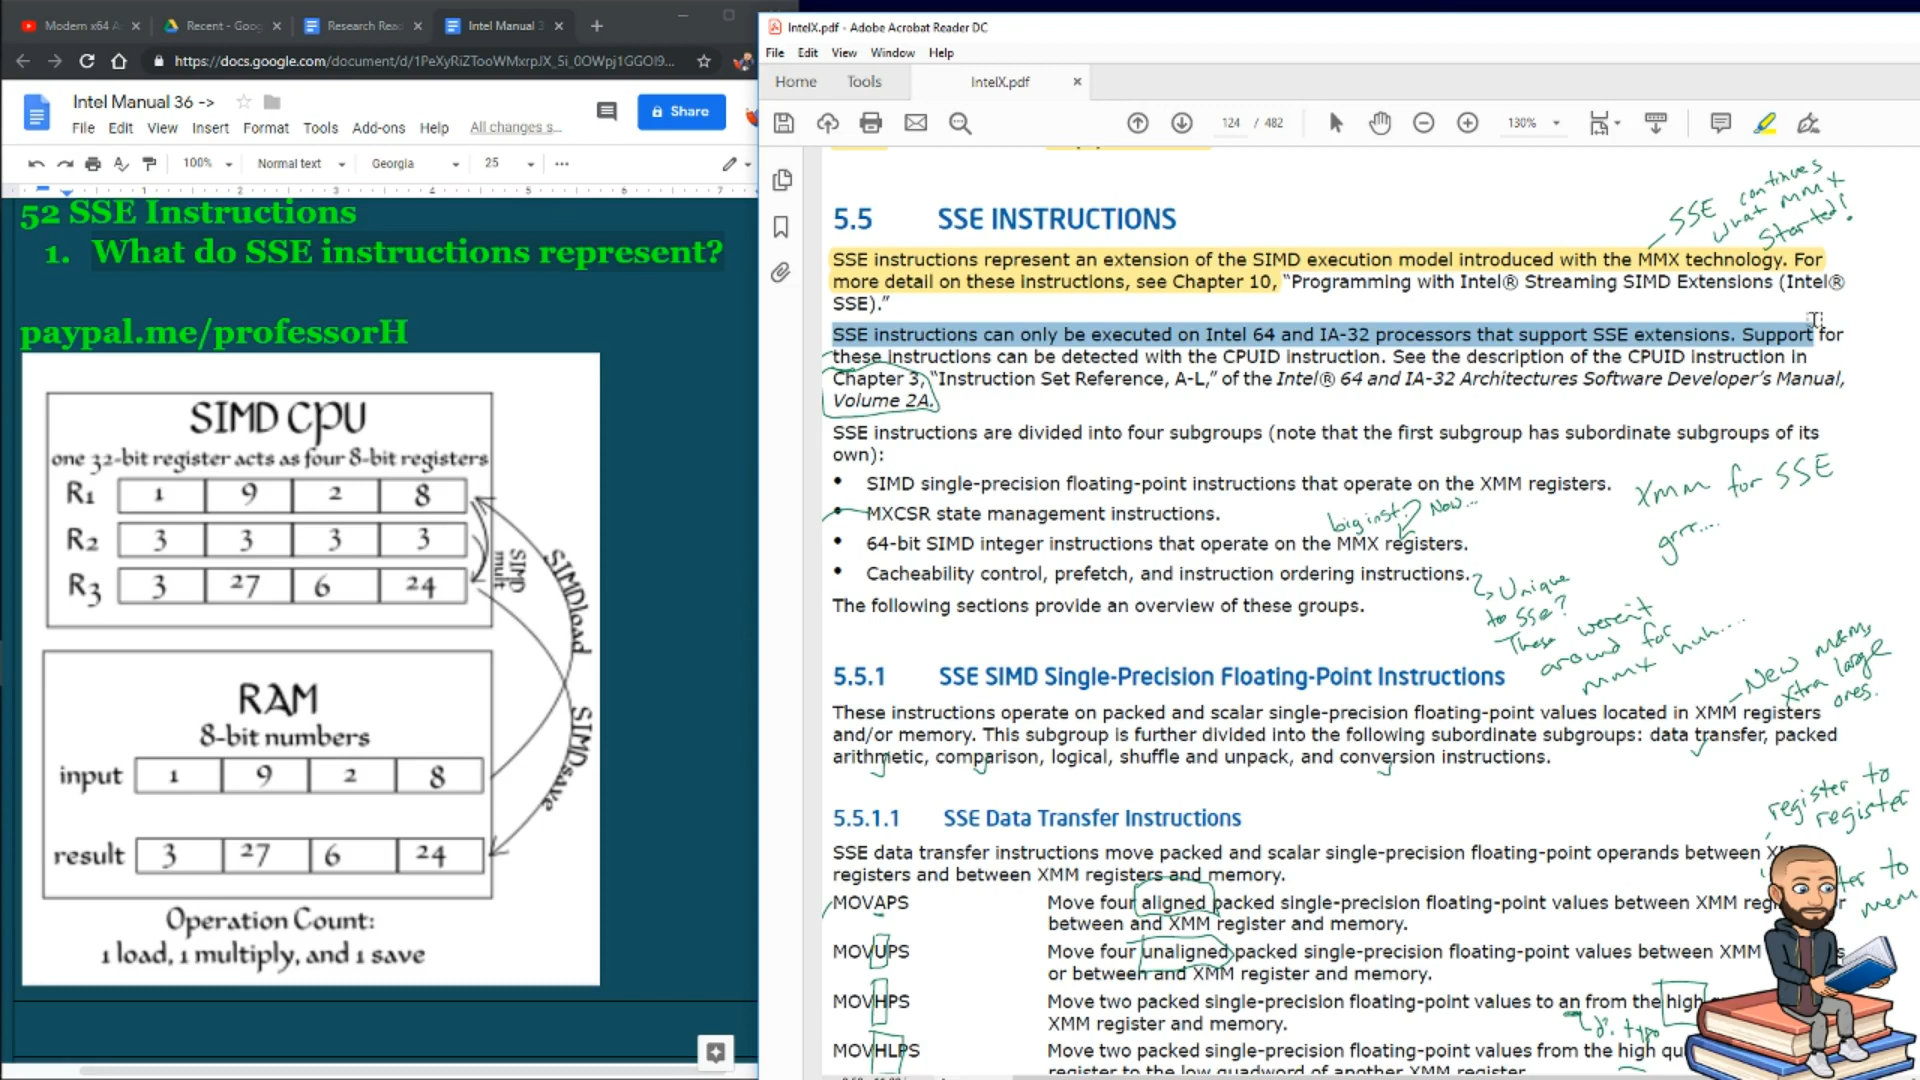 Modern x64 A
Recent - Goog
Research Read
Intel Manual 3
https://docs.google.com/document/d/1PeXyRiZTooWMxrpJX_5i_0OWpj1GGOI9...
Intel Manual 36 ->
Share
File Edit View Insert Format Tools Add-ons Help All changes s...
100% Normal text Georgia 25
1 2 3 4 5 6 7
52 SSE Instructions
1. What do SSE instructions represent?
paypal.me/professorH
SIMD CPU
one 32-bit register acts as four 8-bit registers
R1 1 9 2 8
R2 3 3 3 3
R3 3 27 6 24
SIMD mult
SIMDload
SIMDsave
RAM
8-bit numbers
input 1 9 2 8
result 3 27 6 24
Operation Count:
1 load, 1 multiply, and 1 save
IntelX.pdf - Adobe Acrobat Reader DC
File Edit View Window Help
Home Tools IntelX.pdf
124 / 482 130%
5.5 SSE INSTRUCTIONS
SSE continues
what MMX
started!
SSE instructions represent an extension of the SIMD execution model introduced with the MMX technology. For
more detail on these instructions, see Chapter 10, “Programming with Intel® Streaming SIMD Extensions (Intel®
SSE).”
SSE instructions can only be executed on Intel 64 and IA-32 processors that support SSE extensions. Support for
these instructions can be detected with the CPUID instruction. See the description of the CPUID instruction in
Chapter 3, “Instruction Set Reference, A-L,” of the Intel® 64 and IA-32 Architectures Software Developer’s Manual,
Volume 2A.
SSE instructions are divided into four subgroups (note that the first subgroup has subordinate subgroups of its
own):
• SIMD single-precision floating-point instructions that operate on the XMM registers.
Xmm for SSE
grr....
• MXCSR state management instructions.
big inst? Now...
• 64-bit SIMD integer instructions that operate on the MMX registers.
• Cacheability control, prefetch, and instruction ordering instructions.
Unique
to SSe?
These weren't
around for
mmx huh....
The following sections provide an overview of these groups.
5.5.1 SSE SIMD Single-Precision Floating-Point Instructions
New m&ms
Xtra large
ones.
These instructions operate on packed and scalar single-precision floating-point values located in XMM registers
and/or memory. This subgroup is further divided into the following subordinate subgroups: data transfer, packed
arithmetic, comparison, logical, shuffle and unpack, and conversion instructions.
register to
register
5.5.1.1 SSE Data Transfer Instructions
SSE data transfer instructions move packed and scalar single-precision floating-point operands between
registers and between XMM registers and memory.
to
mem
MOVAPS Move four aligned packed single-precision floating-point values between XMM
between and XMM register and memory.
MOVUPS Move four unaligned packed single-precision floating-point values between XMM
or between and XMM register and memory.
MOVHPS Move two packed single-precision floating-point values to an from the high
XMM register and memory.
d? typo
MOVHLPS Move two packed single-precision floating-point values from the high
register to the low quadword of another XMM register.